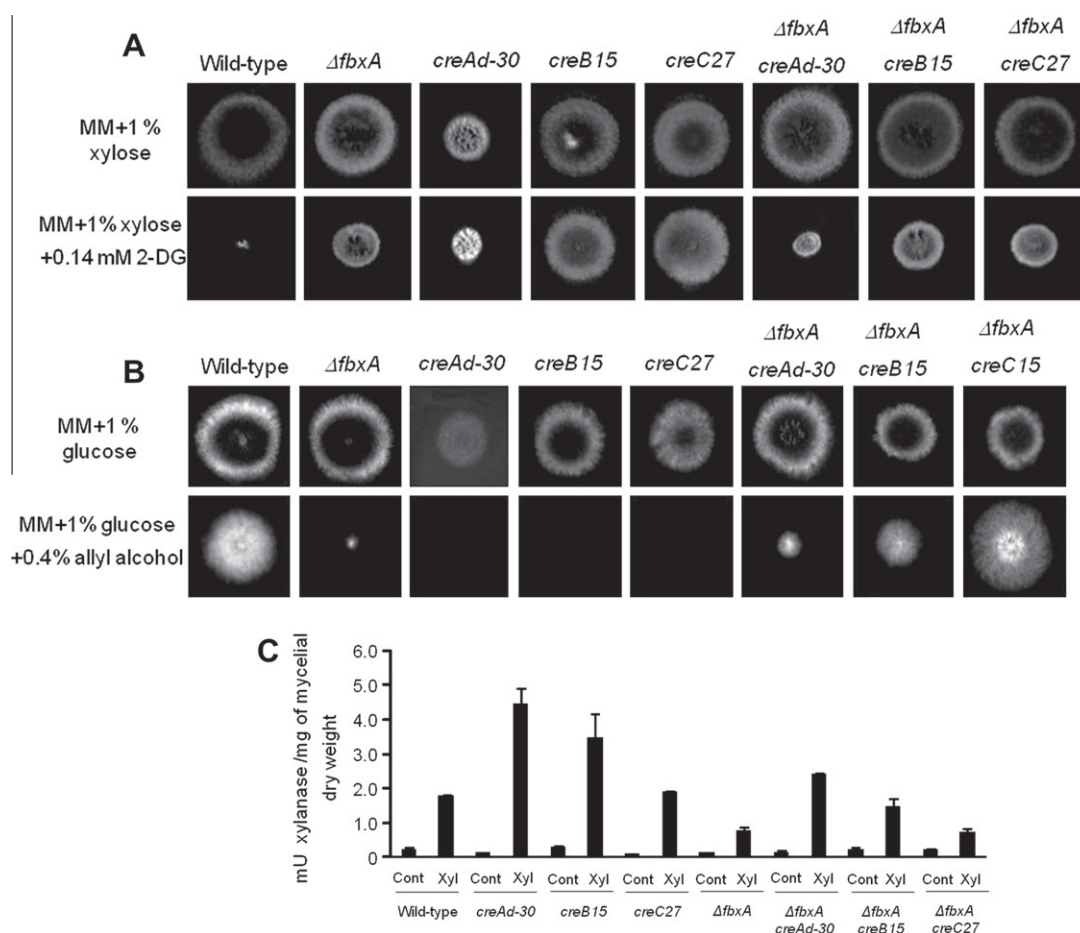 A
Wild-type ΔfbxA creAd-30 creB15 creC27 ΔfbxA creAd-30 ΔfbxA creB15 ΔfbxA creC27
MM+1 %
xylose
MM+1% xylose
+0.14 mM 2-DG
B
Wild-type ΔfbxA creAd-30 creB15 creC27 ΔfbxA creAd-30 ΔfbxA creB15 ΔfbxA creC15
MM+1 %
glucose
MM+1% glucose
+0.4% allyl alcohol
C
mU xylanase/mg of mycelial
dry weight
6.0
5.0
4.0
3.0
2.0
1.0
0
Cont Xyl Cont Xyl Cont Xyl Cont Xyl Cont Xyl Cont Xyl Cont Xyl Cont Xyl
Wild-type creAd-30 creB15 creC27 ΔfbxA ΔfbxA ΔfbxA ΔfbxA
creAd-30 creB15 creC27